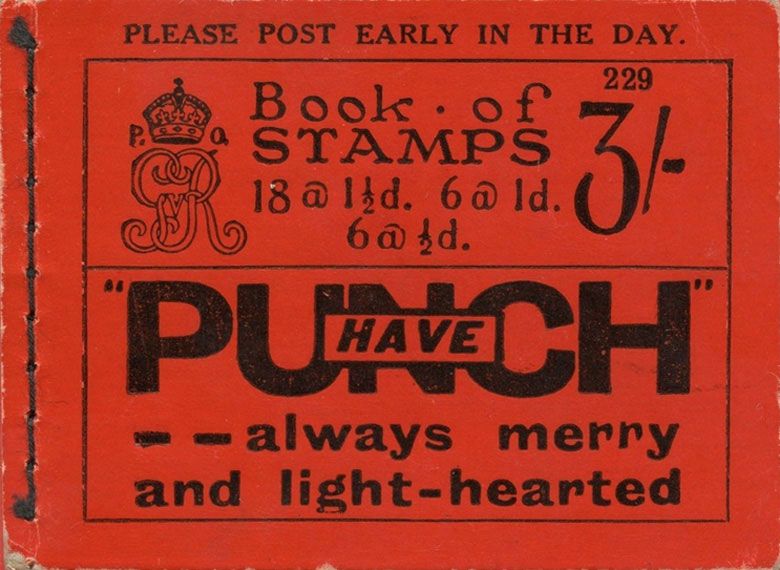 PLEASE POST EARLY IN THE DAY.
229
P. O.
GVR
Book · of
STAMPS
3/-
18 @ 1½d. 6 @ 1d.
6 @ ½d.
"PUNCH"
HAVE
--always merry
and light-hearted